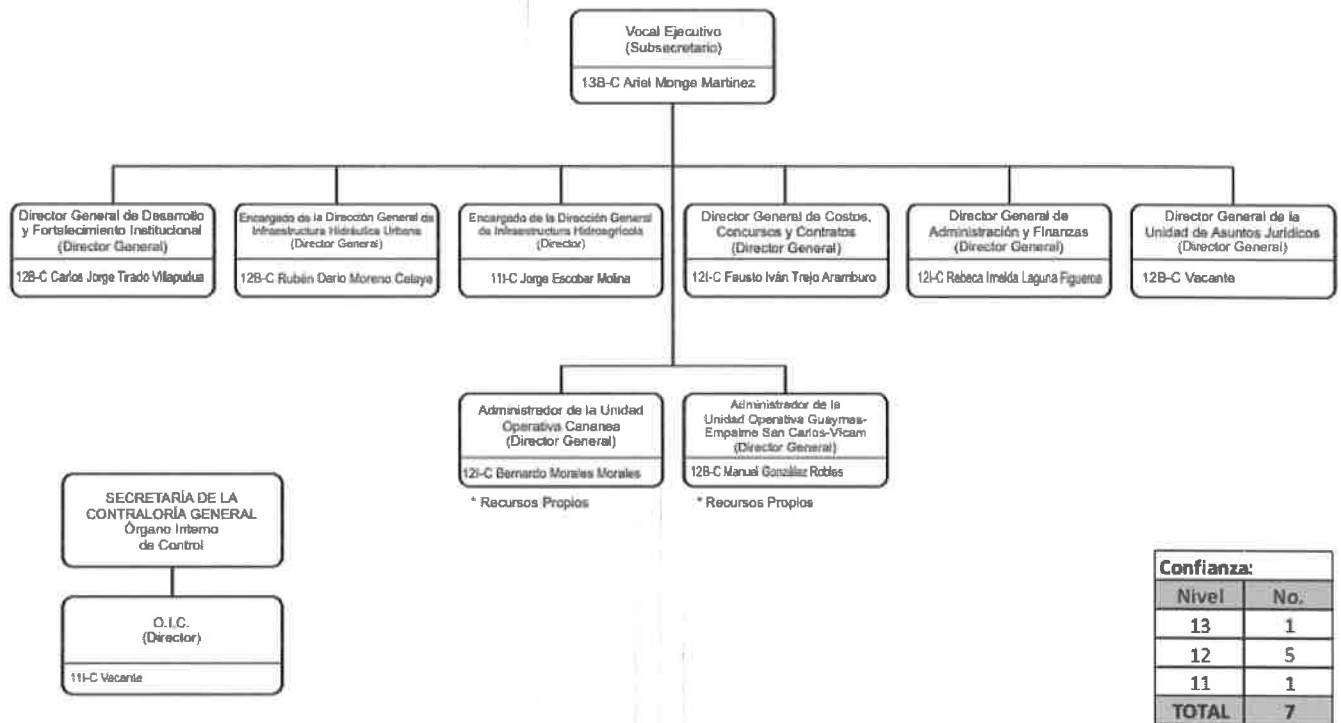 Vocal Ejecutivo
(Subsecretario)
13B-C Ariel Monge Martinez
Director General de Desarrollo
y Fortalecimiento Institucional
(Director General)
12B-C Carlos Jorge Tirado Villapudua
Encargado de la Dirección General de
Infraestructura Hidráulica Urbana
(Director General)
12B-C Rubén Dario Moreno Celaya
Encargado de la Dirección General
de Infraestructura Hidroagrícola
(Director)
11I-C Jorge Escobar Molina
Director General de Costos,
Concursos y Contratos
(Director General)
12I-C Fausto Iván Trejo Aramburo
Director General de
Administración y Finanzas
(Director General)
12I-C Rebeca Imelda Laguna Figueroa
Director General de la
Unidad de Asuntos Jurídicos
(Director General)
12B-C Vacante
Administrador de la Unidad
Operativa Cananea
(Director General)
12I-C Bernardo Morales Morales
* Recursos Propios
Administrador de la
Unidad Operativa Guaymas-
Empalme San Carlos-Vicam
(Director General)
12B-C Manuel González Robles
* Recursos Propios
SECRETARÍA DE LA
CONTRALORÍA GENERAL
Órgano Interno
de Control
O.I.C.
(Director)
11I-C Vacante
Confianza:
Nivel No.
13 1
12 5
11 1
TOTAL 7